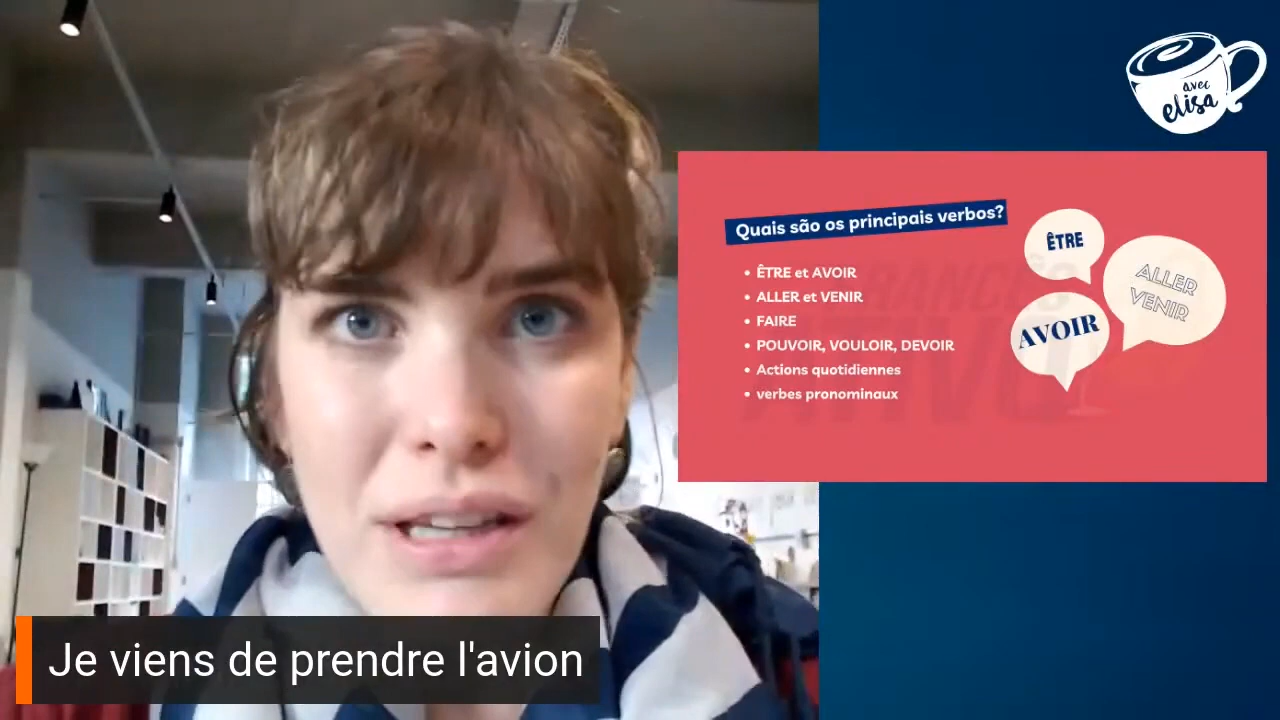 avec
elisa
Quais são os principais verbos?
• ÊTRE et AVOIR
• ALLER et VENIR
• FAIRE
• POUVOIR, VOULOIR, DEVOIR
• Actions quotidiennes
• verbes pronominaux
ÊTRE
ALLER
VENIR
AVOIR
Je viens de prendre l'avion